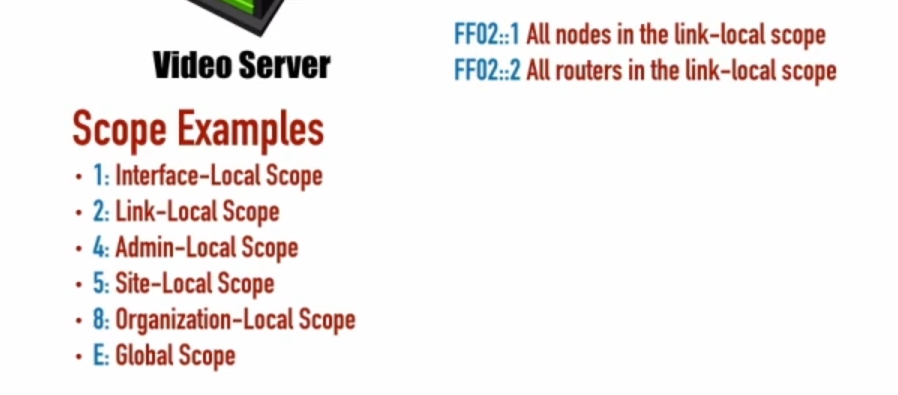 Video Server
FF02::1 All nodes in the link-local scope
FF02::2 All routers in the link-local scope
Scope Examples
• 1: Interface-Local Scope
• 2: Link-Local Scope
• 4: Admin-Local Scope
• 5: Site-Local Scope
• 8: Organization-Local Scope
• E: Global Scope